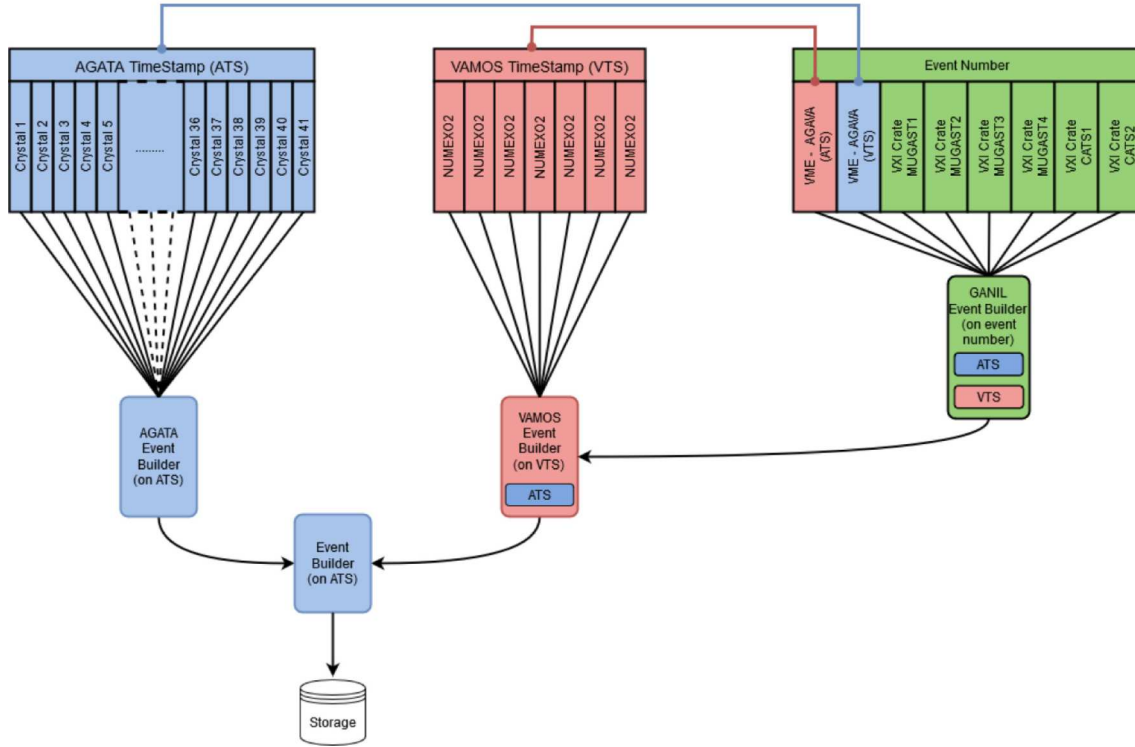 AGATA TimeStamp (ATS)
VAMOS TimeStamp (VTS)
Event Number
Crystal 1
Crystal 2
Crystal 3
Crystal 4
Crystal 5
.........
Crystal 36
Crystal 37
Crystal 38
Crystal 39
Crystal 40
Crystal 41
NUMEXO2
NUMEXO2
NUMEXO2
NUMEXO2
NUMEXO2
NUMEXO2
NUMEXO2
VME - AGAVA
(ATS)
VME - AGAVA
(VTS)
VXI Crate
MUGAST1
VXI Crate
MUGAST2
VXI Crate
MUGAST3
VXI Crate
MUGAST4
VXI Crate
CATS1
VXI Crate
CATS2
GANIL
Event Builder
(on event
number)
ATS
VTS
AGATA
Event
Builder
(on ATS)
VAMOS
Event
Builder
(on VTS)
ATS
Event
Builder
(on ATS)
Storage